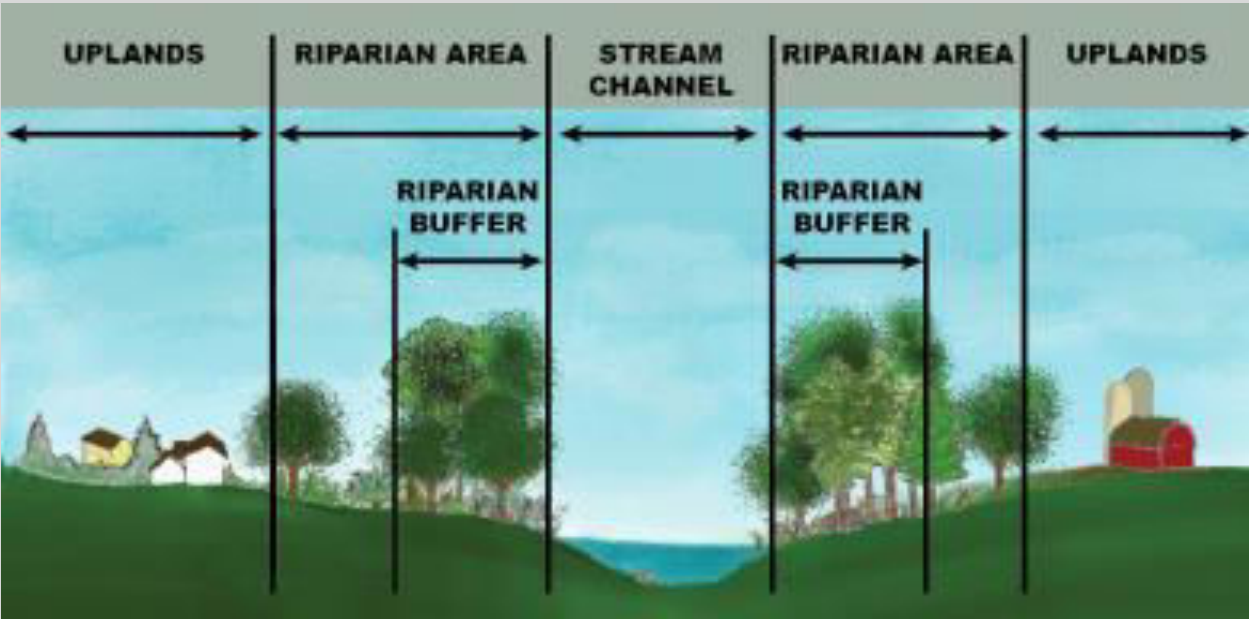 UPLANDS
RIPARIAN AREA
STREAM
CHANNEL
RIPARIAN AREA
UPLANDS
RIPARIAN
BUFFER
RIPARIAN
BUFFER